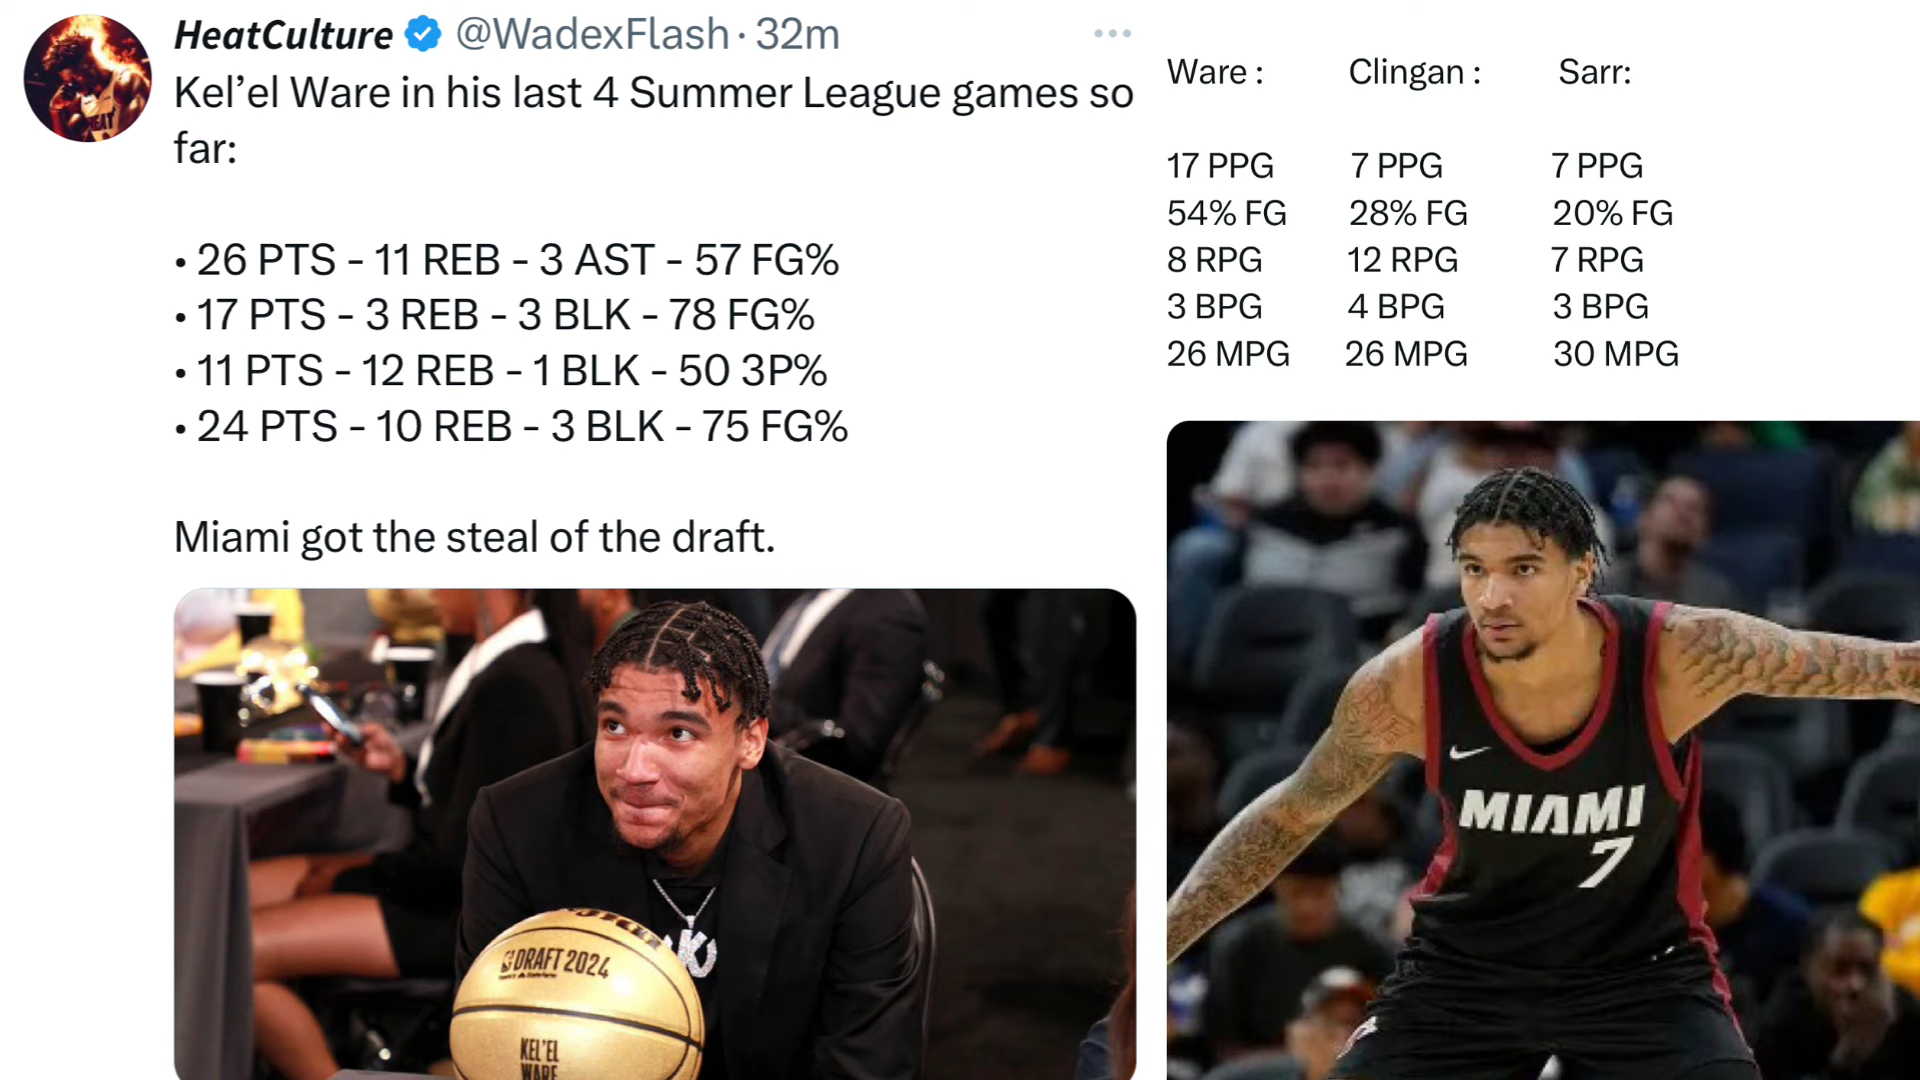 HeatCulture @WadexFlash · 32m
Kel’el Ware in his last 4 Summer League games so
far:
• 26 PTS - 11 REB - 3 AST - 57 FG%
• 17 PTS - 3 REB - 3 BLK - 78 FG%
• 11 PTS - 12 REB - 1 BLK - 50 3P%
• 24 PTS - 10 REB - 3 BLK - 75 FG%
Miami got the steal of the draft.
DRAFT 2024
KEL'EL
WARE
Ware : Clingan : Sarr:
17 PPG 7 PPG 7 PPG
54% FG 28% FG 20% FG
8 RPG 12 RPG 7 RPG
3 BPG 4 BPG 3 BPG
26 MPG 26 MPG 30 MPG
MIAMI
7